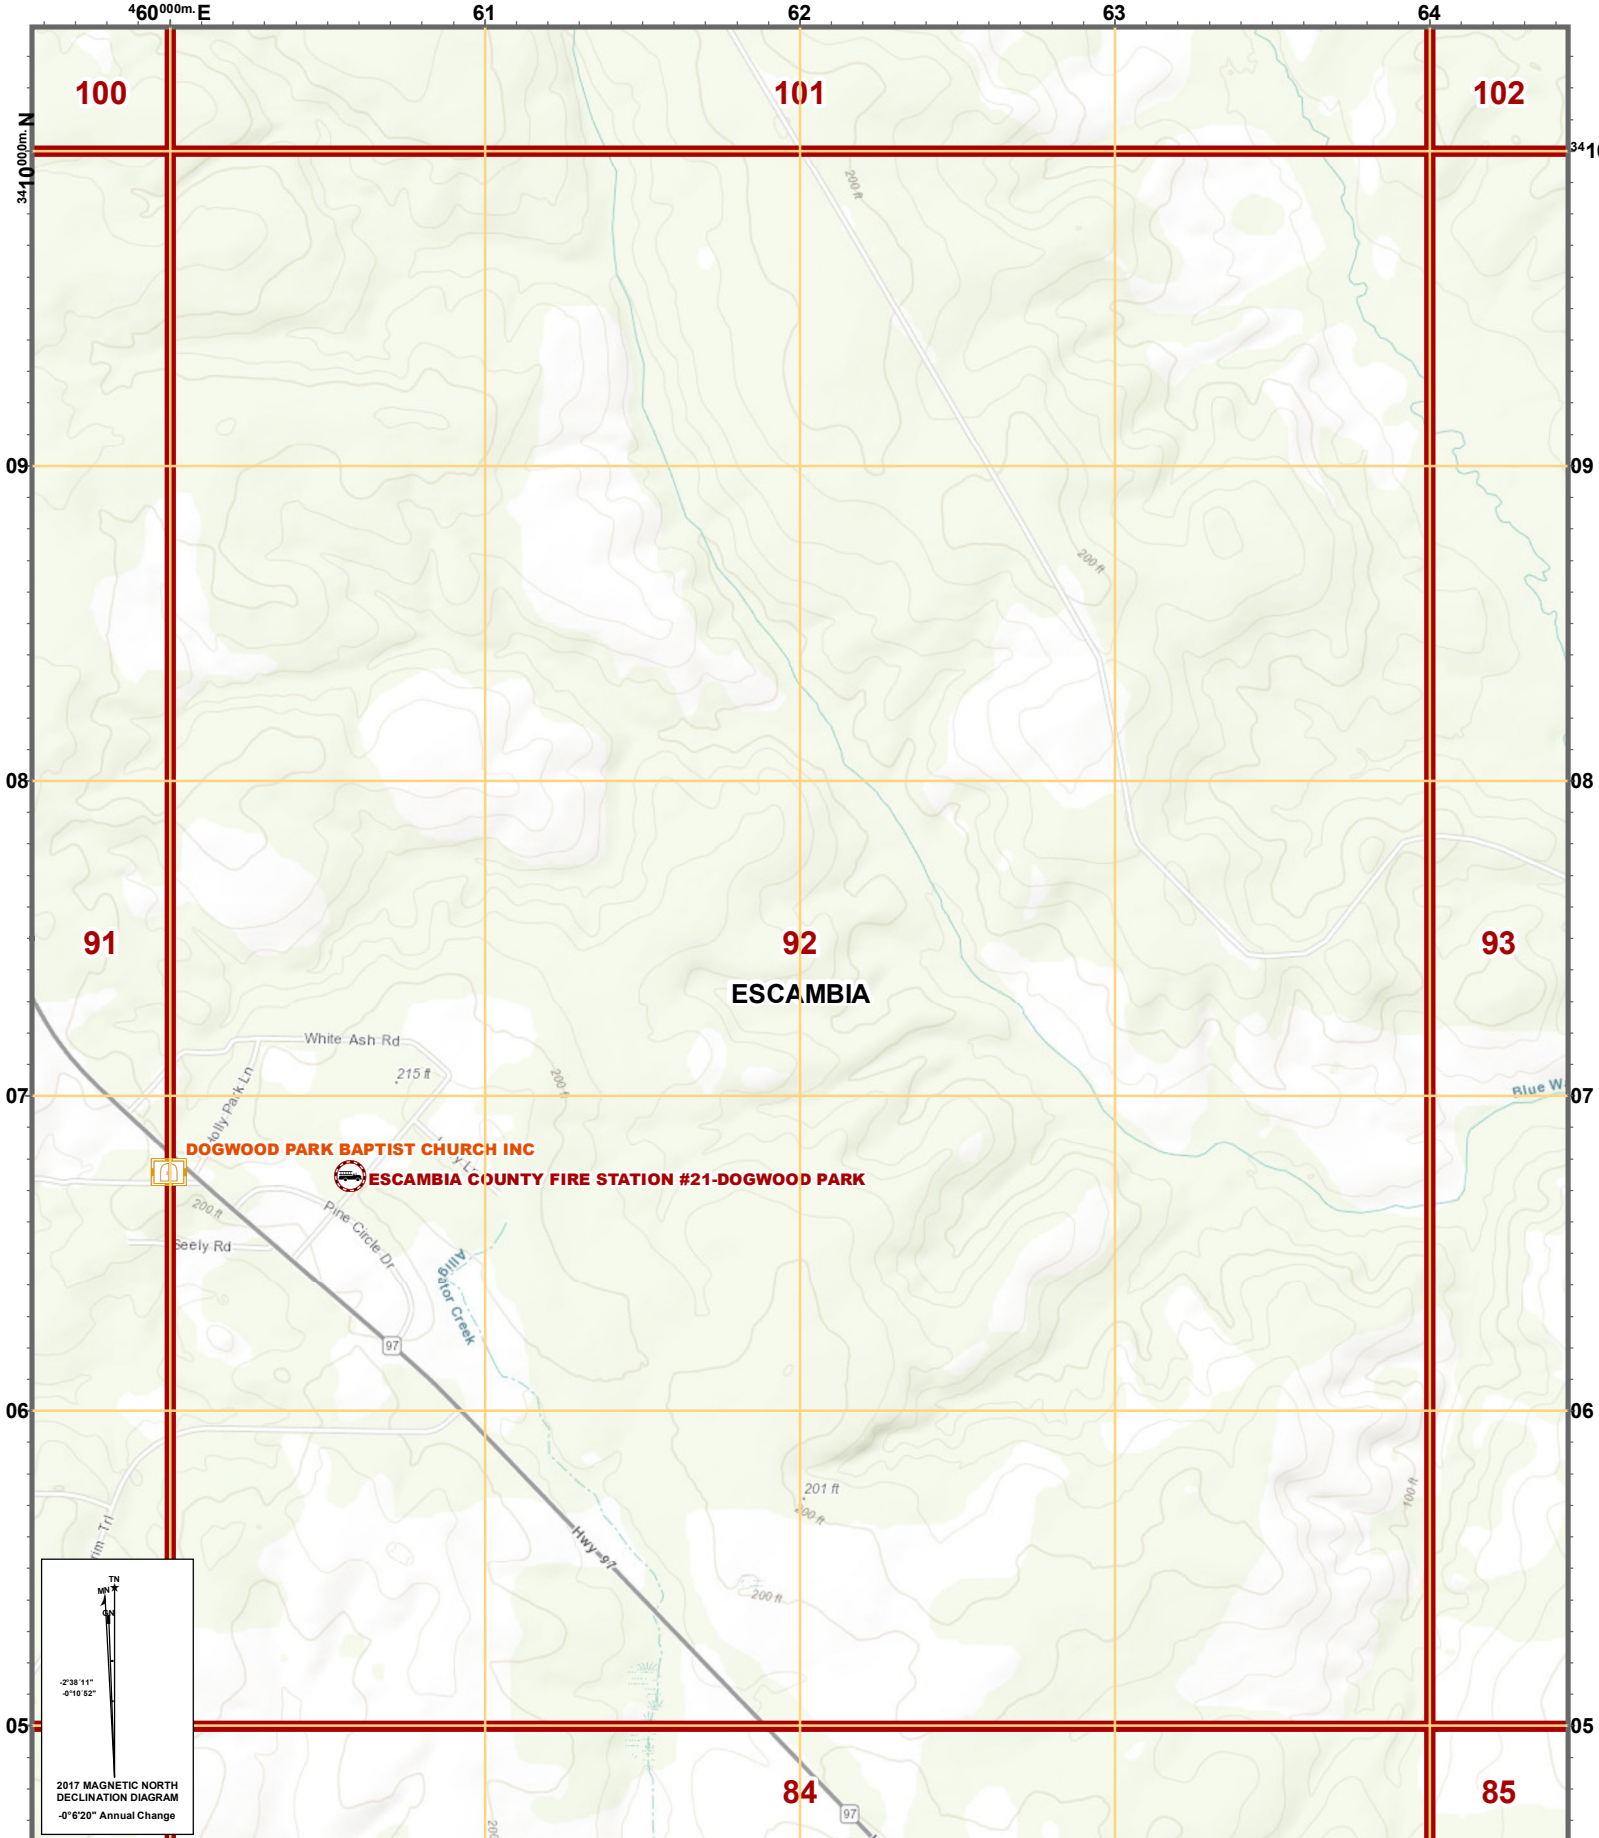 460000m. E 61 62 63 64
100 101 102
3410000m. N
200 ft
09 09
200 ft
08 08
91 92 93
ESCAMBIA
White Ash Rd
215 ft
200 ft
07 07
Blue W
Holly Park Ln
DOGWOOD PARK BAPTIST CHURCH INC
ESCAMBIA COUNTY FIRE STATION #21-DOGWOOD PARK
200 ft
Pine Circle Dr
Seely Rd
Alligator Creek
97
06 06
201 ft
200 ft
100 ft
Hwy-97
200 ft
TN
MN
GN
-2°38'11"
-0°10'52"
05 05
2017 MAGNETIC NORTH
DECLINATION DIAGRAM
-0°6'20" Annual Change
84 85
97